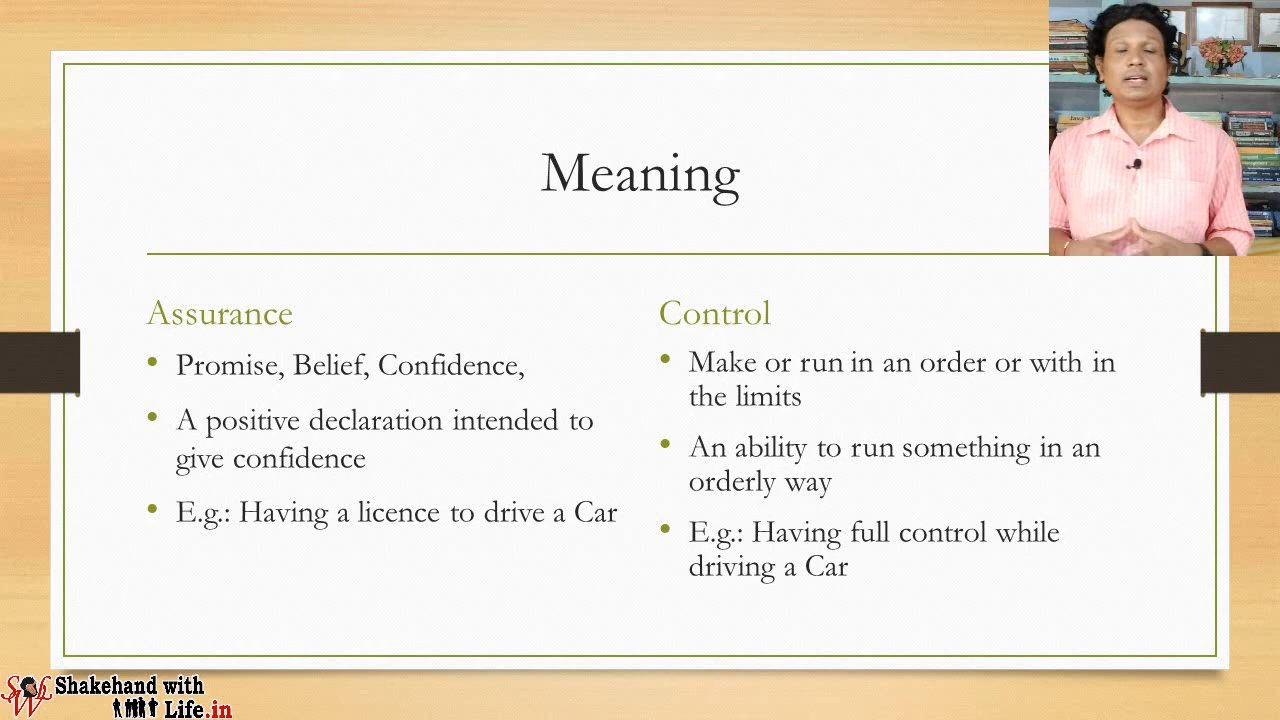 Meaning
Assurance
• Promise, Belief, Confidence,
• A positive declaration intended to
give confidence
• E.g.: Having a licence to drive a Car
Control
• Make or run in an order or with in
the limits
• An ability to run something in an
orderly way
• E.g.: Having full control while
driving a Car
Shakehand with
Life.in